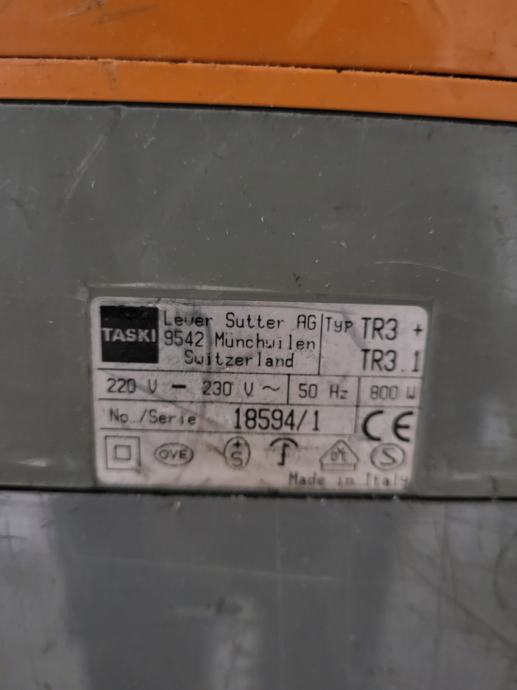 TASKI
Lever Sutter AG
9542 Münchwilen
Switzerland
Typ TR3 +
TR3.1
220 V - 230 V ~ 50 Hz 800 W
No./Serie 18594/1 CE
OVE S S
Made in Italy